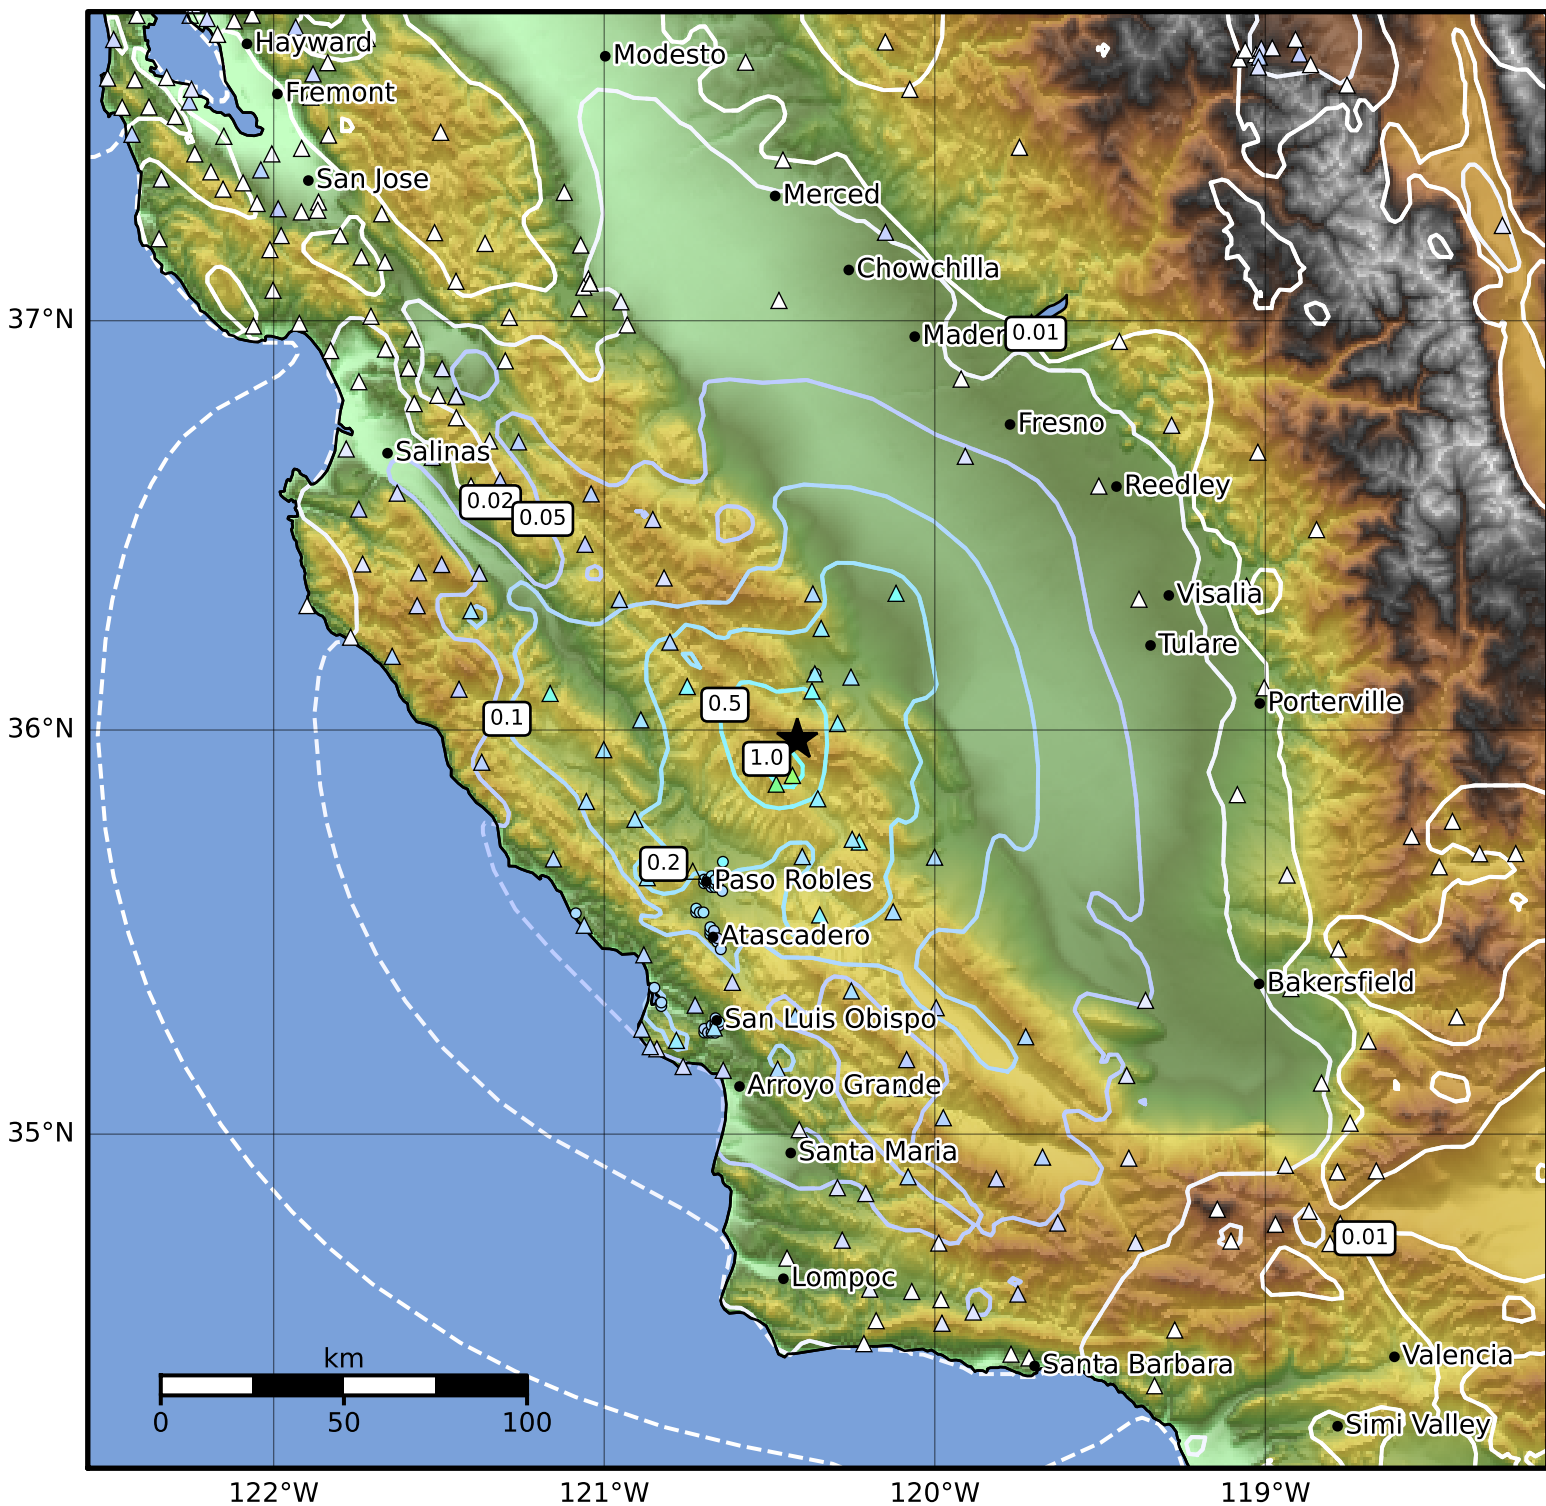 Hayward
Modesto
Fremont
San Jose
Merced
Chowchilla
37°N
Mader
0.01
Fresno
Salinas
Reedley
0.02
0.05
Visalia
Tulare
Porterville
0.5
0.1
36°N
1.0
0.2
Paso Robles
Atascadero
Bakersfield
San Luis Obispo
Arroyo Grande
35°N
Santa Maria
0.01
Lompoc
km
Santa Barbara
Valencia
0
50
100
Simi Valley
122°W
121°W
120°W
119°W